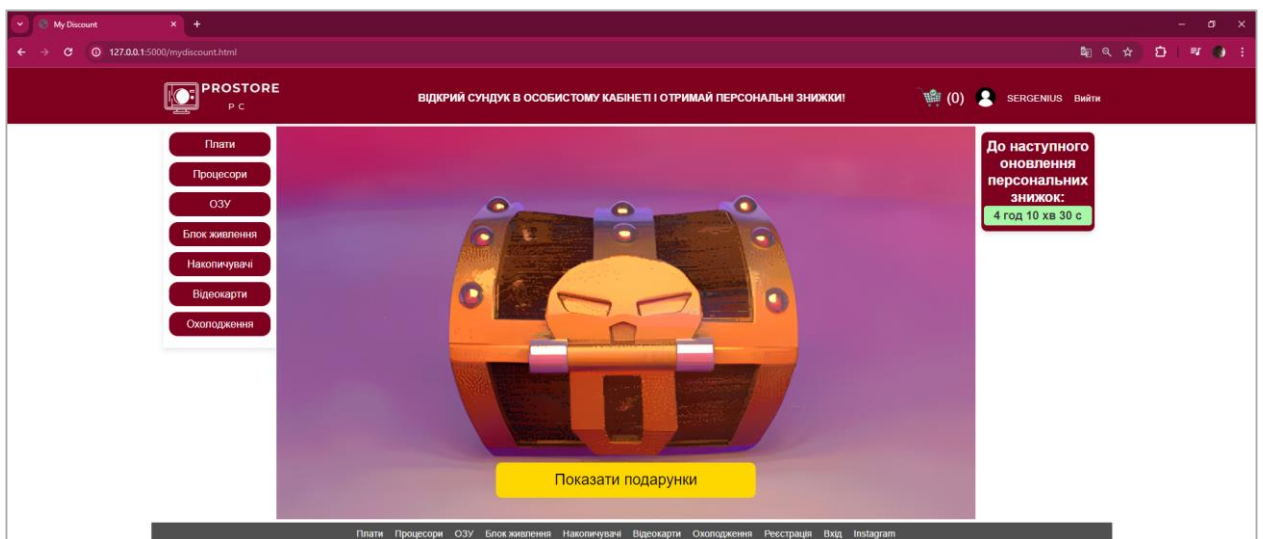 My Discount
127.0.0.1:5000/mydiscount.html
PROSTORE
PC
ВІДКРИЙ СУНДУК В ОСОБИСТОМУ КАБІНЕТІ І ОТРИМАЙ ПЕРСОНАЛЬНІ ЗНИЖКИ!
(0)
SERGENIUS Вийти
Плати
Процесори
ОЗУ
Блок живлення
Накопичувачі
Відеокарти
Охолодження
До наступного
оновлення
персональних
знижок:
4 год 10 хв 30 с
Показати подарунки
Плати Процесори ОЗУ Блок живлення Накопичувачі Відеокарти Охолодження Реєстрація Вхід Instagram